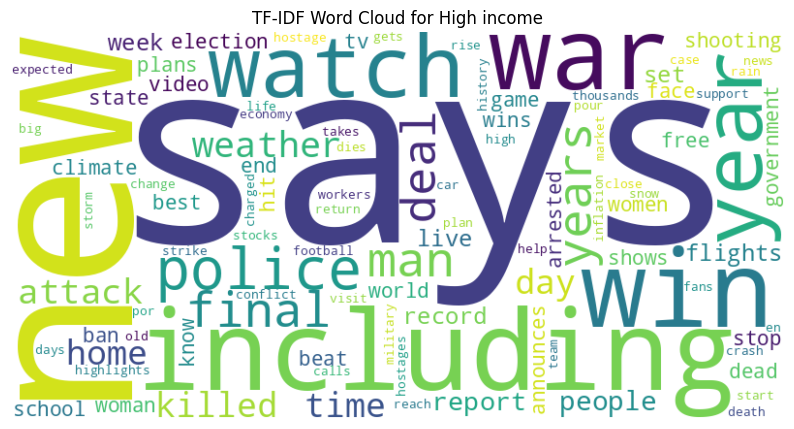 TF-IDF Word Cloud for High income
week election hostage tv gets rise watch war shooting
expected plans case news
video state life economy history game thousands set face rain support
big new says wins pour year
weather takes dies deal high years market free government
climate end
change best hit charged workers return car arrested women inflation close snow
storm stocks live plan
strike football help shows flights
police man
attack conflict visit world day win fans
final record announces
por ban old know including military stop en
days home beat hostages team crash
highlights calls dead
school woman killed time reach report people start death